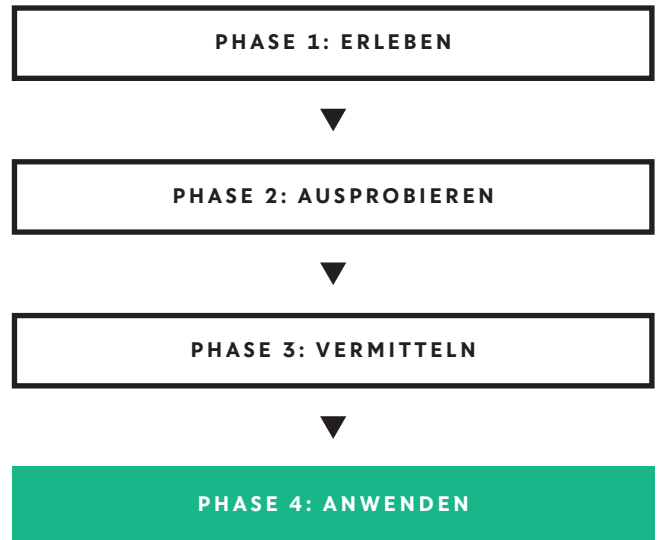 PHASE 1: ERLEBEN
PHASE 2: AUSPROBIEREN
PHASE 3: VERMITTELN
PHASE 4: ANWENDEN